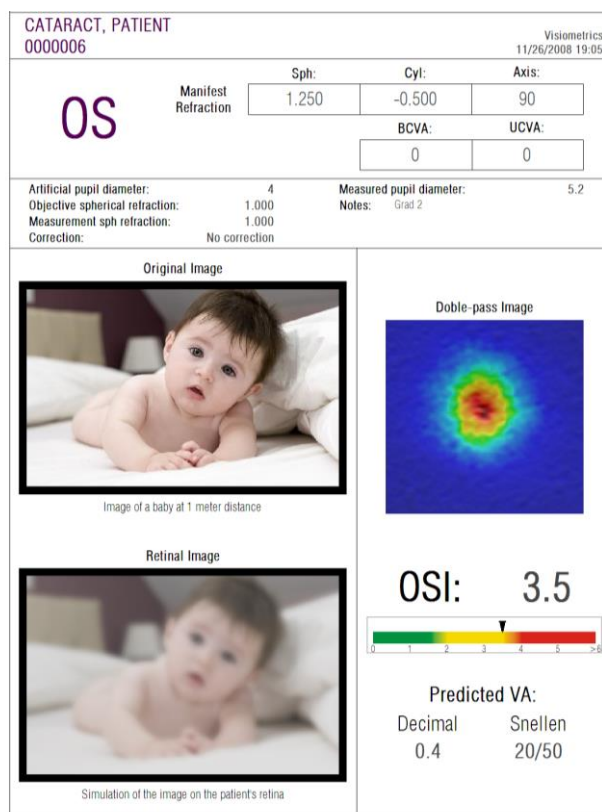 CATARACT, PATIENT
0000006
Visiometrics
11/26/2008 19:05
OS
Manifest
Refraction
Sph: Cyl: Axis:
1.250 -0.500 90
BCVA: UCVA:
0 0
Artificial pupil diameter: 4 Measured pupil diameter: 5.2
Objective spherical refraction: 1.000 Notes: Grad 2
Measurement sph refraction: 1.000
Correction: No correction
Original Image
Image of a baby at 1 meter distance
Retinal Image
Simulation of the image on the patient's retina
Doble-pass Image
OSI: 3.5
0 1 2 3 4 5 >6
Predicted VA:
Decimal Snellen
0.4 20/50